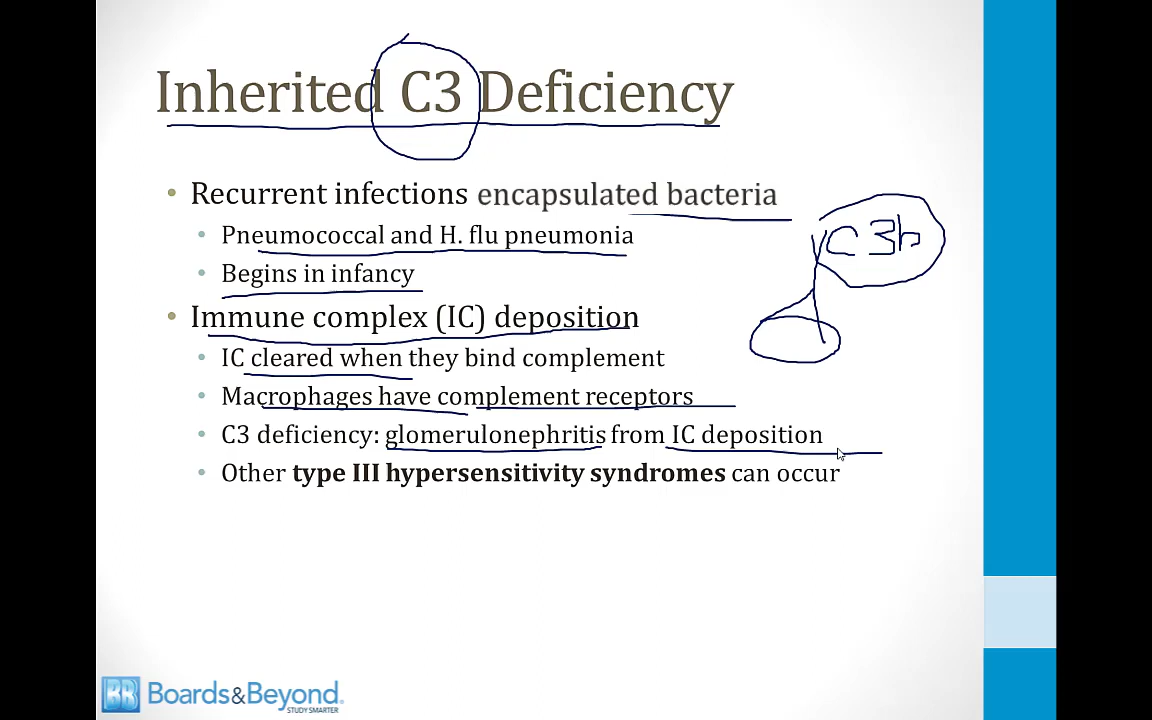 Inherited C3 Deficiency
• Recurrent infections encapsulated bacteria
• Pneumococcal and H. flu pneumonia
• Begins in infancy
C3b
• Immune complex (IC) deposition
• IC cleared when they bind complement
• Macrophages have complement receptors
• C3 deficiency: glomerulonephritis from IC deposition
• Other type III hypersensitivity syndromes can occur
BB Boards&Beyond.
STUDY SMARTER